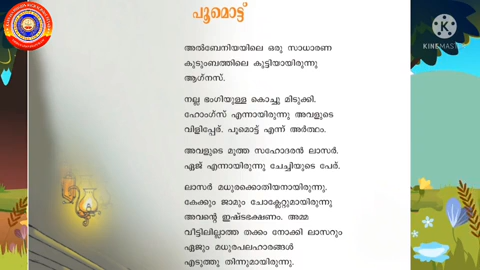 പൂമൊട്ട്
അൽബേനിയയിലെ ഒരു സാധാരണ
കുടുംബത്തിലെ കുട്ടിയായിരുന്നു
ആഗ്നസ്.
നല്ല ഭംഗിയുള്ള കൊച്ചു മിടുക്കി.
ഹോംഗ്സ് എന്നായിരുന്നു അവളുടെ
വിളിപ്പേര്. പൂമൊട്ട് എന്ന് അർത്ഥം.
അവളുടെ മൂത്ത സഹോദരൻ ലാസർ.
ഏജ് എന്നായിരുന്നു ചേച്ചിയുടെ പേര്.
ലാസർ മധുരക്കൊതിയനായിരുന്നു.
കേക്കും ജാമും ചോക്ലേറ്റുമായിരുന്നു
അവന്റെ ഇഷ്ടഭക്ഷണം. അമ്മ
വീട്ടിലില്ലാത്ത തക്കം നോക്കി ലാസറും
ഏജും മധുരപലഹാരങ്ങൾ
എടുത്തു തിന്നുമായിരുന്നു.
KINEMASTER